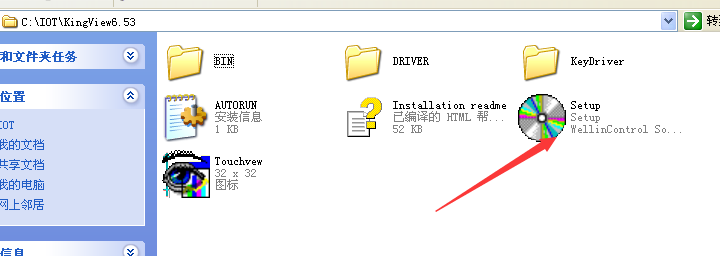 C:\IOT\KingView6.53
转到
和文件夹任务
位置
IOT
我的文档
共享文档
我的电脑
网上邻居
信息
BIN
DRIVER
KeyDriver
AUTORUN
安装信息
1 KB
Installation readme
已编译的 HTML 帮...
52 KB
Setup
Setup
WellinControl So...
Touchvew
32 x 32
图标